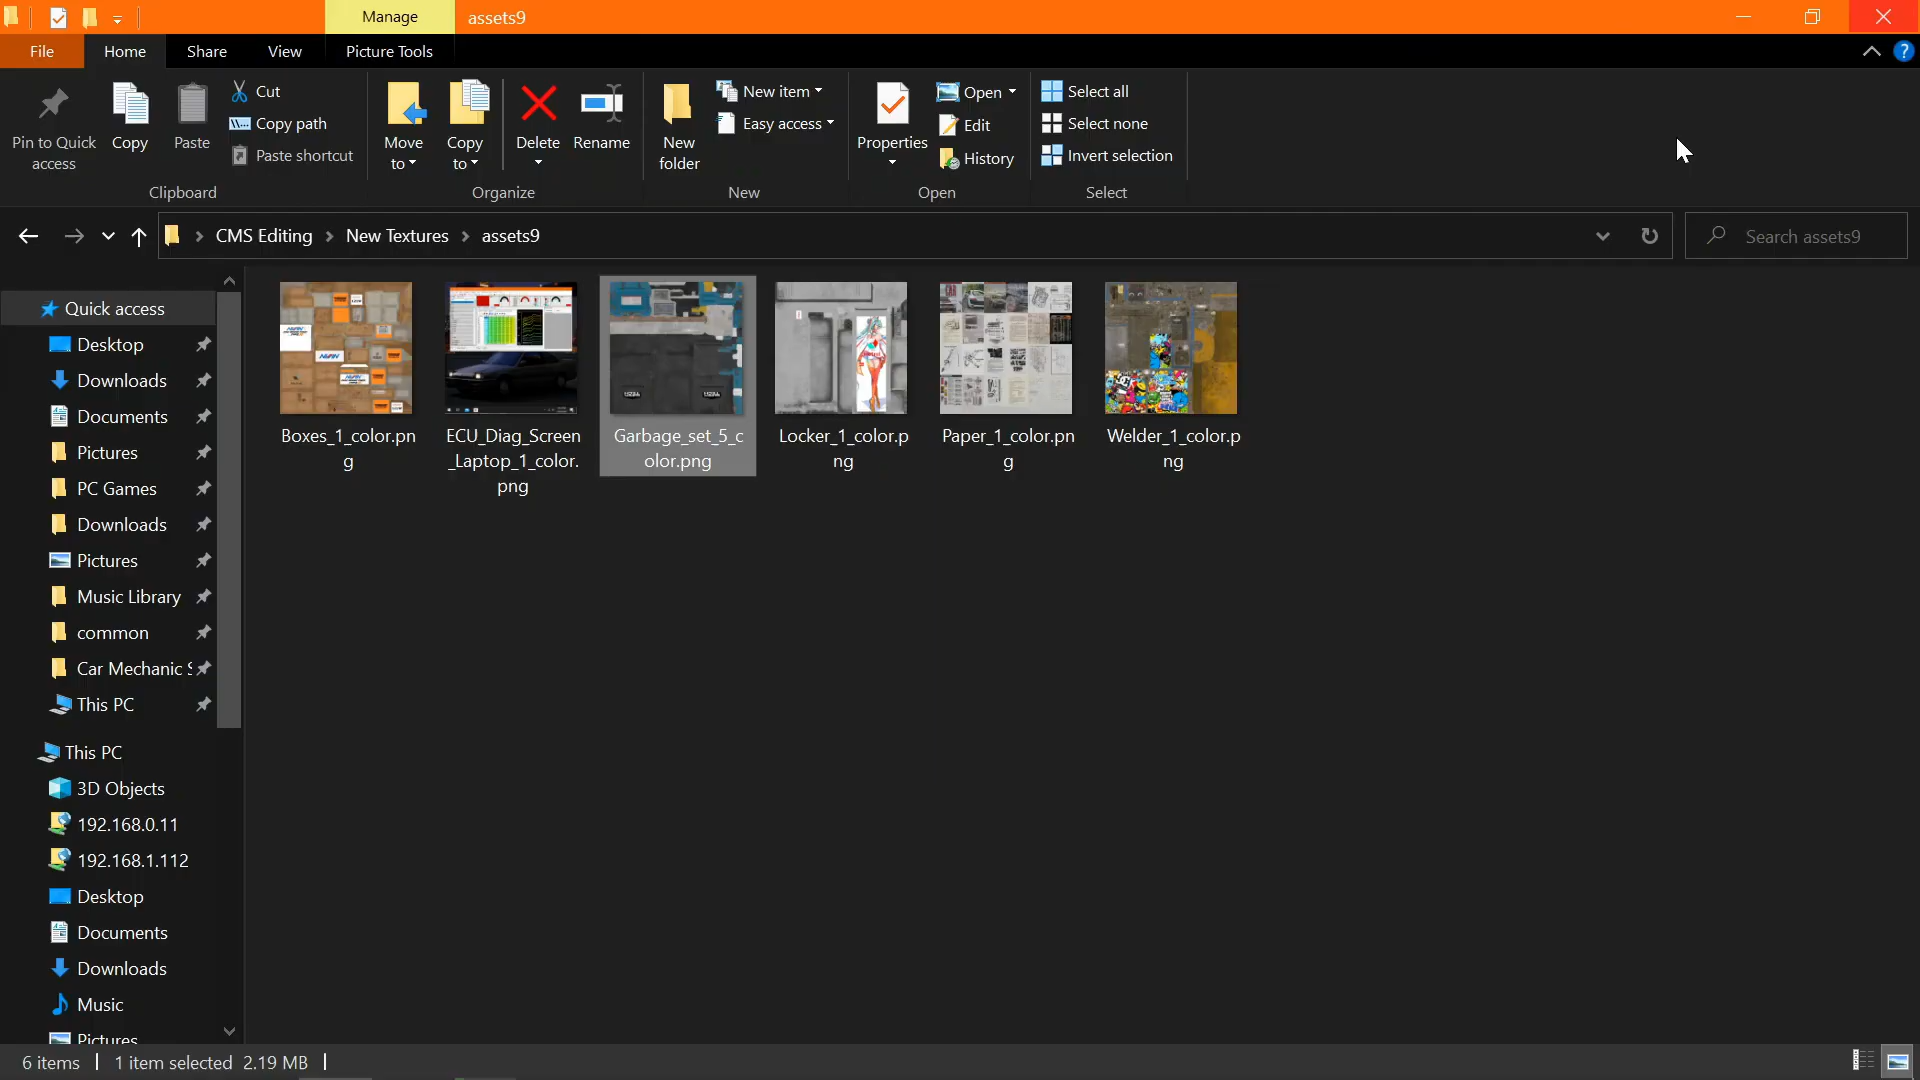 Manage
assets9
File
Home
Share
View
Picture Tools
Pin to Quick
access
Copy
Paste
Cut
Copy path
Paste shortcut
Clipboard
Move
to
Copy
to
Delete
Rename
Organize
New
folder
New item
Easy access
New
Properties
Open
Edit
History
Open
Select all
Select none
Invert selection
Select
CMS Editing
New Textures
assets9
Search assets9
Quick access
Desktop
Downloads
Documents
Pictures
PC Games
Downloads
Pictures
Music Library
common
Car Mechanic S
This PC
This PC
3D Objects
192.168.0.11
192.168.1.112
Desktop
Documents
Downloads
Music
Pictures
Boxes_1_color.pn
g
ECU_Diag_Screen
_Laptop_1_color.
png
Garbage_set_5_c
olor.png
Locker_1_color.p
ng
Paper_1_color.pn
g
Welder_1_color.p
ng
6 items
1 item selected 2.19 MB